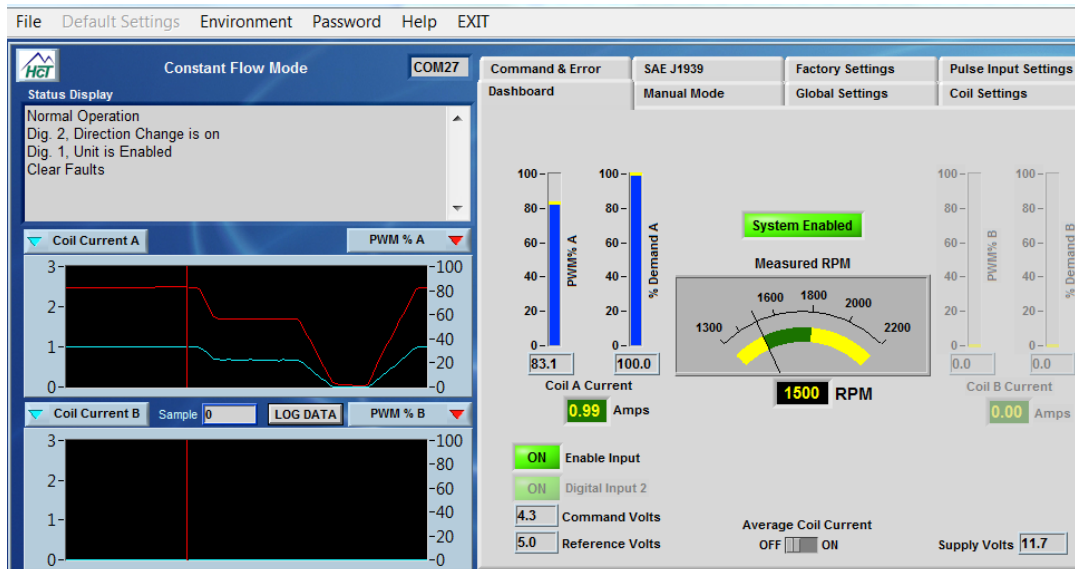 File Default Settings Environment Password Help EXIT
HCT
Constant Flow Mode
COM27
Status Display
Normal Operation
Dig. 2, Direction Change is on
Dig. 1, Unit is Enabled
Clear Faults
Coil Current A
PWM % A
3
2
1
0
100
80
60
40
20
0
Coil Current B
Sample 0
LOG DATA
PWM % B
3
2
1
0
100
80
60
40
20
0
Command & Error SAE J1939 Factory Settings Pulse Input Settings
Dashboard Manual Mode Global Settings Coil Settings
100
80
60
40
20
0
PWM% A
83.1
100
80
60
40
20
0
% Demand A
100.0
Coil A Current
0.99 Amps
System Enabled
Measured RPM
1300 1600 1800 2000 2200
1500 RPM
100
80
60
40
20
0
PWM% B
0.0
100
80
60
40
20
0
% Demand B
0.0
Coil B Current
0.00 Amps
ON Enable Input
ON Digital Input 2
4.3 Command Volts
5.0 Reference Volts
Average Coil Current
OFF ON
Supply Volts 11.7